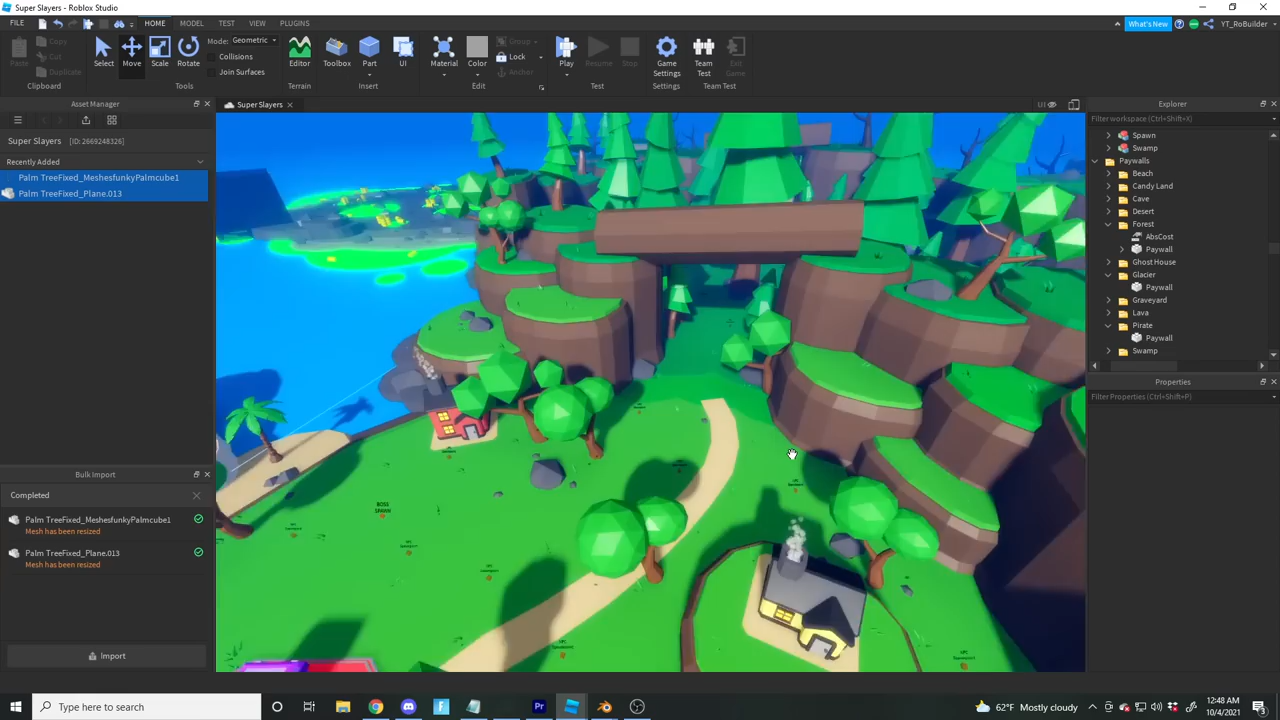 Super Slayers - Roblox Studio
FILE HOME MODEL TEST VIEW PLUGINS What's New YT_RoBuilder
Paste Copy Cut Duplicate Select Move Scale Rotate Mode: Geometric Collisions Join Surfaces Editor Toolbox Part UI Material Color Group Lock Anchor Play Resume Stop Game Settings Team Test Exit Game
Clipboard Tools Terrain Insert Edit Test Settings Team Test
Asset Manager
Super Slayers [ID: 2669248326]
Recently Added
Palm TreeFixed_MeshesfunkyPalmcube1
Palm TreeFixed_Plane.013
Bulk Import
Completed
Palm TreeFixed_MeshesfunkyPalmcube1
Mesh has been resized
Palm TreeFixed_Plane.013
Mesh has been resized
Import
Super Slayers
UI
BOSS
SPAWN
Explorer
Filter workspace (Ctrl+Shift+X)
Spawn
Swamp
Paywalls
Beach
Candy Land
Cave
Desert
Forest
AbsCost
Paywall
Ghost House
Glacier
Paywall
Graveyard
Lava
Pirate
Paywall
Swamp
Properties
Filter Properties (Ctrl+Shift+P)
Type here to search
62°F Mostly cloudy
12:48 AM
10/4/2021